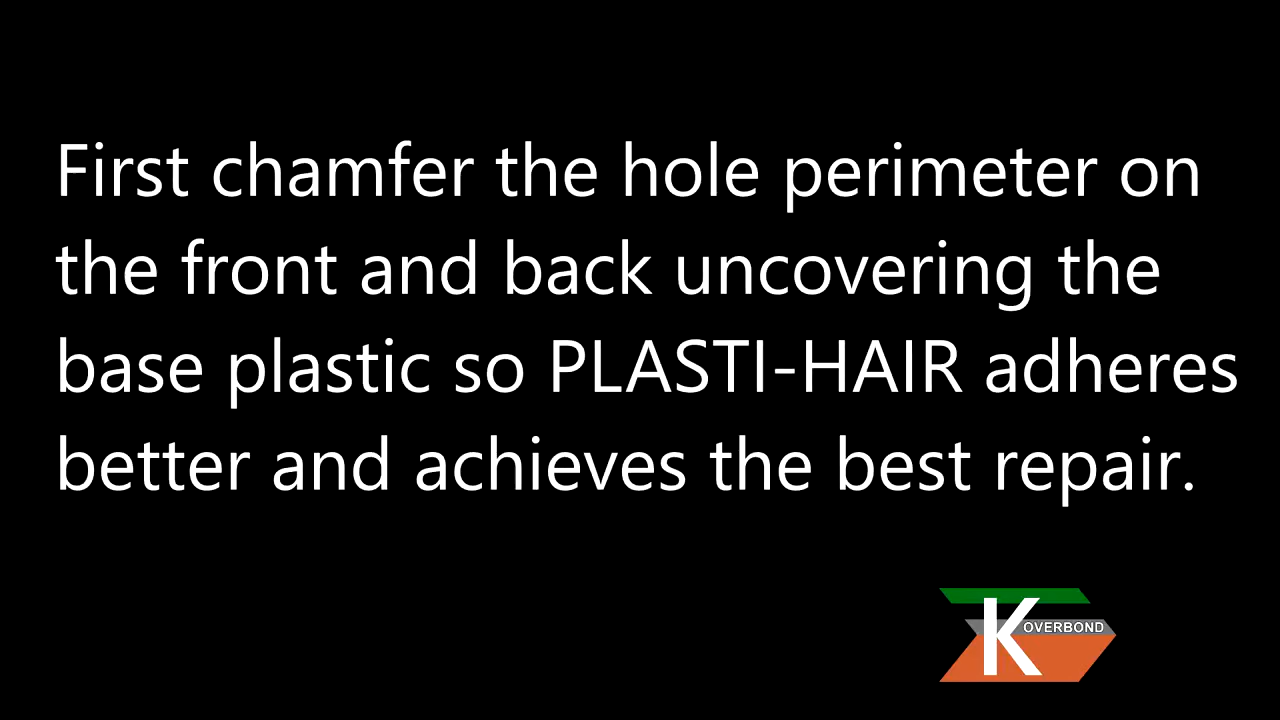 First chamfer the hole perimeter on
the front and back uncovering the
base plastic so PLASTI-HAIR adheres
better and achieves the best repair.
K OVERBOND